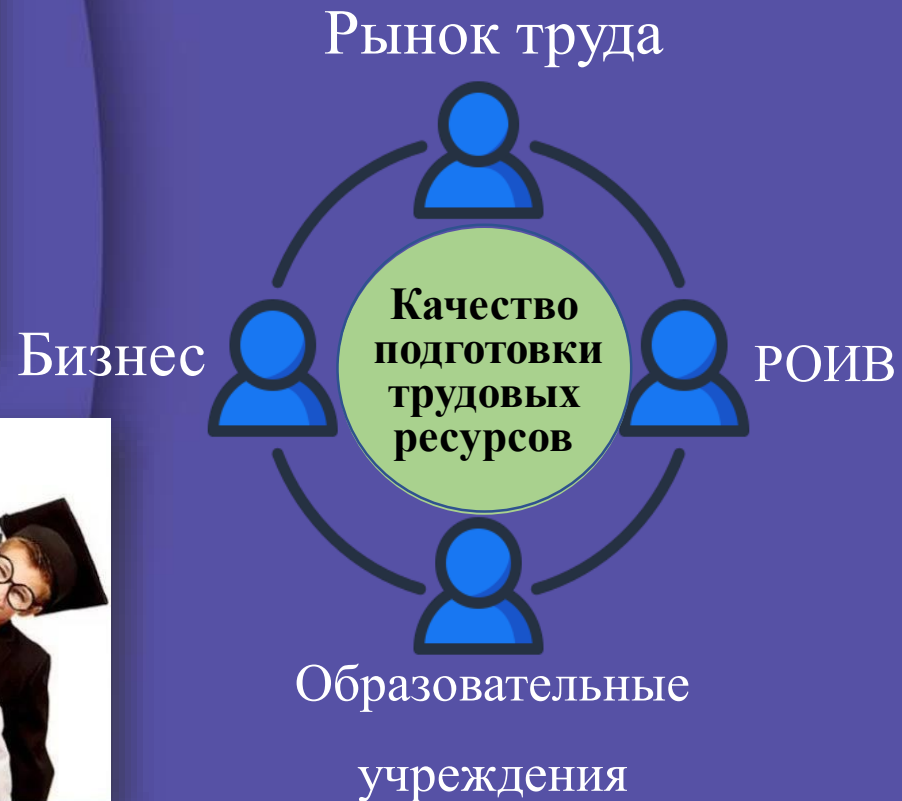 Рынок труда
Качество
подготовки
трудовых
ресурсов
Бизнес
РОИВ
Образовательные
учреждения